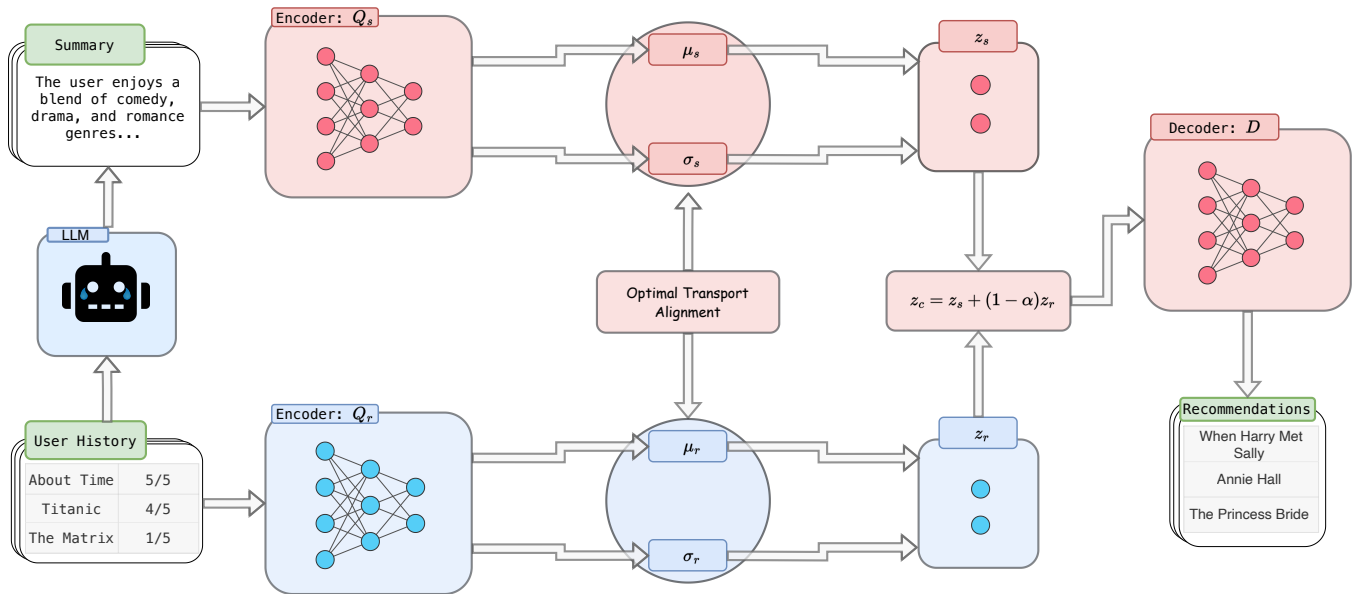 Summary
The user enjoys a
blend of comedy,
drama, and romance
genres...
LLM
User History
About Time 5/5
Titanic 4/5
The Matrix 1/5
Encoder: Q_s
Encoder: Q_r
μ_s
σ_s
Optimal Transport
Alignment
μ_r
σ_r
z_s
z_c = z_s + (1 − α)z_r
z_r
Decoder: D
Recommendations
When Harry Met
Sally
Annie Hall
The Princess Bride